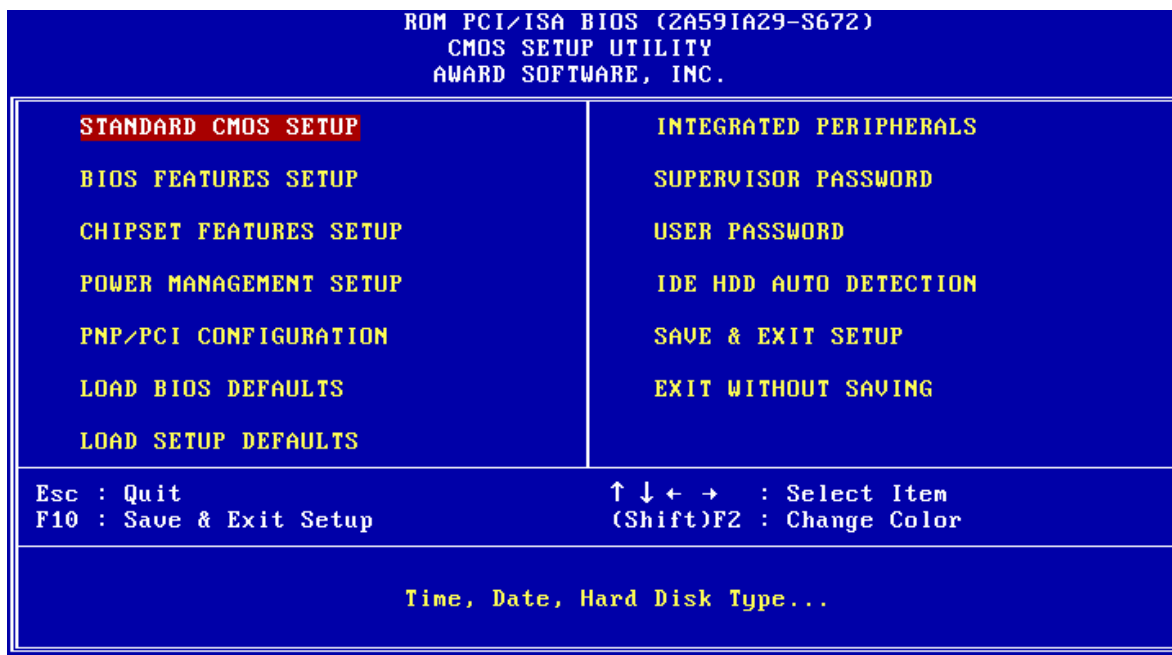 ROM PCI/ISA BIOS (2A59IA29-S672)
CMOS SETUP UTILITY
AWARD SOFTWARE, INC.
STANDARD CMOS SETUP
BIOS FEATURES SETUP
CHIPSET FEATURES SETUP
POWER MANAGEMENT SETUP
PNP/PCI CONFIGURATION
LOAD BIOS DEFAULTS
LOAD SETUP DEFAULTS
INTEGRATED PERIPHERALS
SUPERVISOR PASSWORD
USER PASSWORD
IDE HDD AUTO DETECTION
SAVE & EXIT SETUP
EXIT WITHOUT SAVING
Esc : Quit
F10 : Save & Exit Setup
↑ ↓ ← → : Select Item
(Shift)F2 : Change Color
Time, Date, Hard Disk Type...